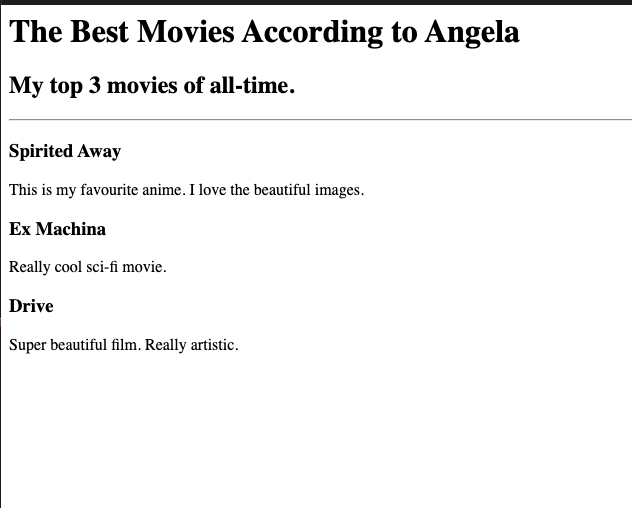 The Best Movies According to Angela
My top 3 movies of all-time.
Spirited Away
This is my favourite anime. I love the beautiful images.
Ex Machina
Really cool sci-fi movie.
Drive
Super beautiful film. Really artistic.